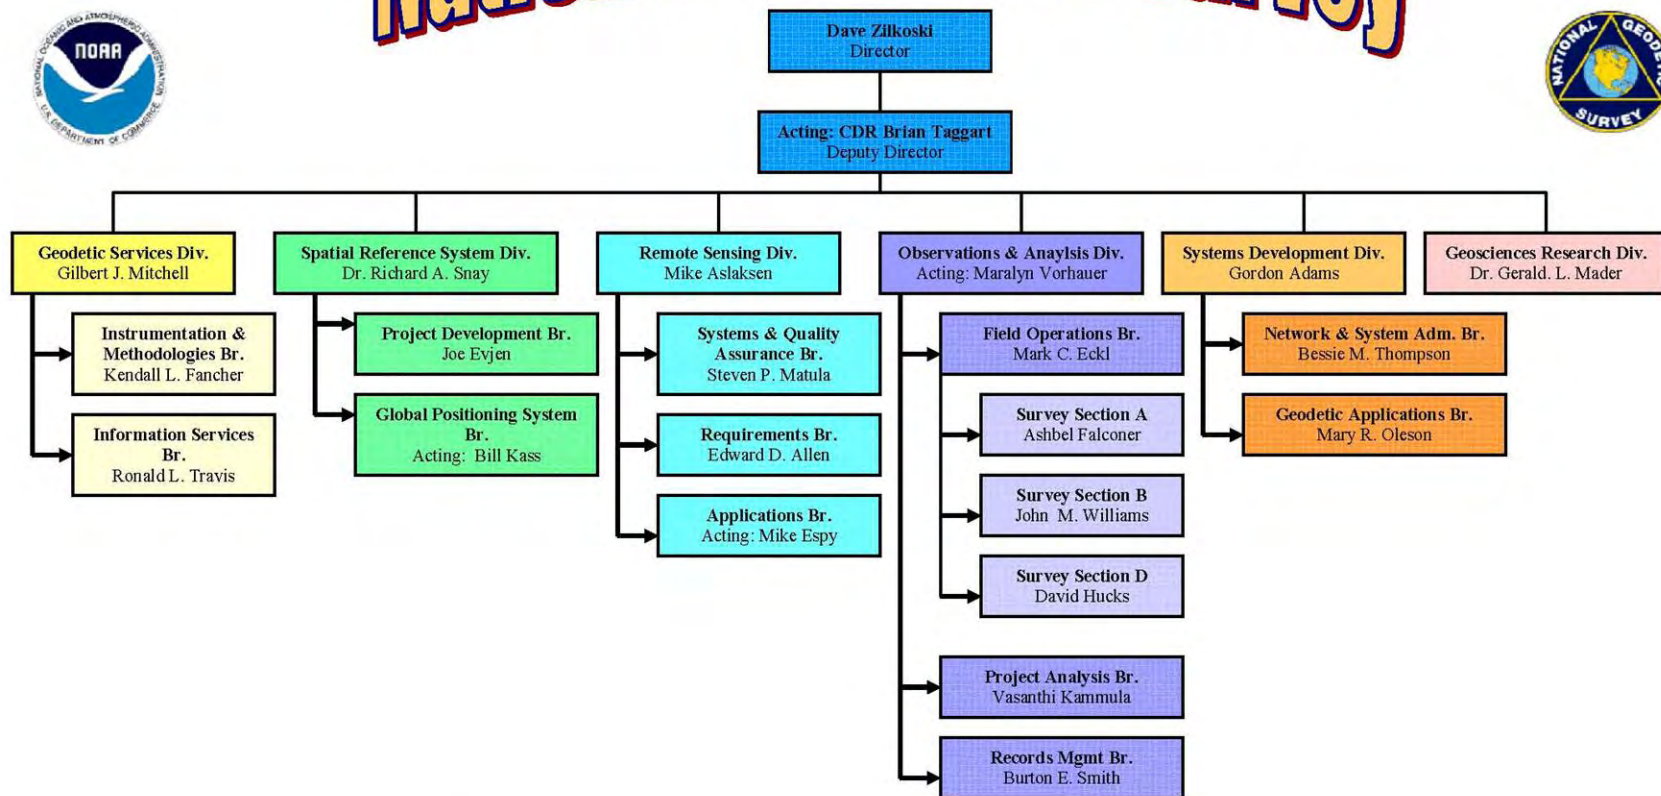 Dave Zilkoski
Director
NOAA
NATIONAL OCEANIC AND ATMOSPHERIC ADMINISTRATION
U.S. DEPARTMENT OF COMMERCE
NATIONAL GEODETIC
SURVEY
Acting: CDR Brian Taggart
Deputy Director
Geodetic Services Div.
Gilbert J. Mitchell
Spatial Reference System Div.
Dr. Richard A. Snay
Remote Sensing Div.
Mike Aslaksen
Observations & Anaylsis Div.
Acting: Maralyn Vorhauer
Systems Development Div.
Gordon Adams
Geosciences Research Div.
Dr. Gerald. L. Mader
Instrumentation &
Methodologies Br.
Kendall L. Fancher
Information Services
Br.
Ronald L. Travis
Project Development Br.
Joe Evjen
Global Positioning System
Br.
Acting: Bill Kass
Systems & Quality
Assurance Br.
Steven P. Matula
Requirements Br.
Edward D. Allen
Applications Br.
Acting: Mike Espy
Field Operations Br.
Mark C. Eckl
Survey Section A
Ashbel Falconer
Survey Section B
John M. Williams
Survey Section D
David Hucks
Project Analysis Br.
Vasanthi Kammula
Records Mgmt Br.
Burton E. Smith
Network & System Adm. Br.
Bessie M. Thompson
Geodetic Applications Br.
Mary R. Oleson